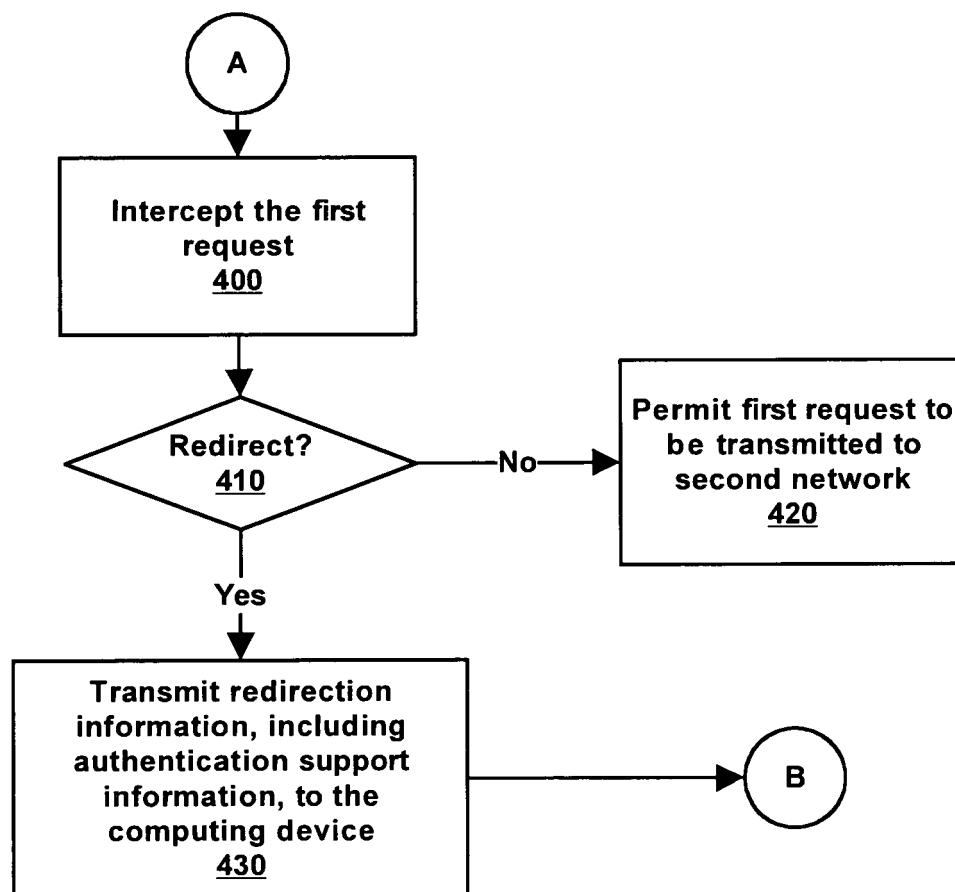 A
Intercept the first
request
400
Redirect?
410
No
Permit first request to
be transmitted to
second network
420
Yes
Transmit redirection
information, including
authentication support
information, to the
computing device
430
B